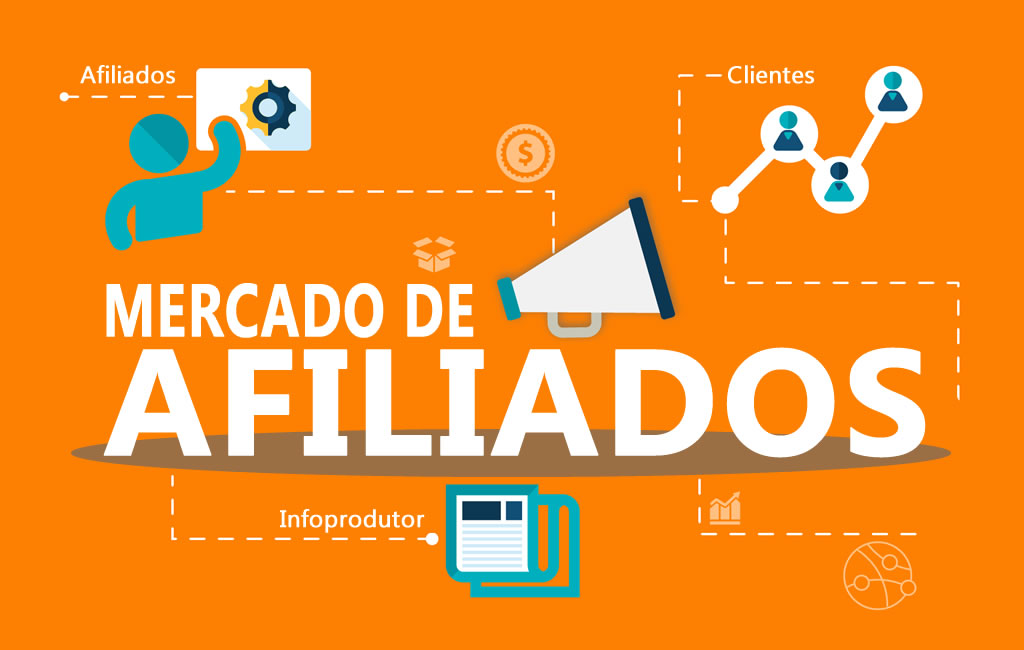 Afiliados
Clientes
$
MERCADO DE
AFILIADOS
Infoprodutor